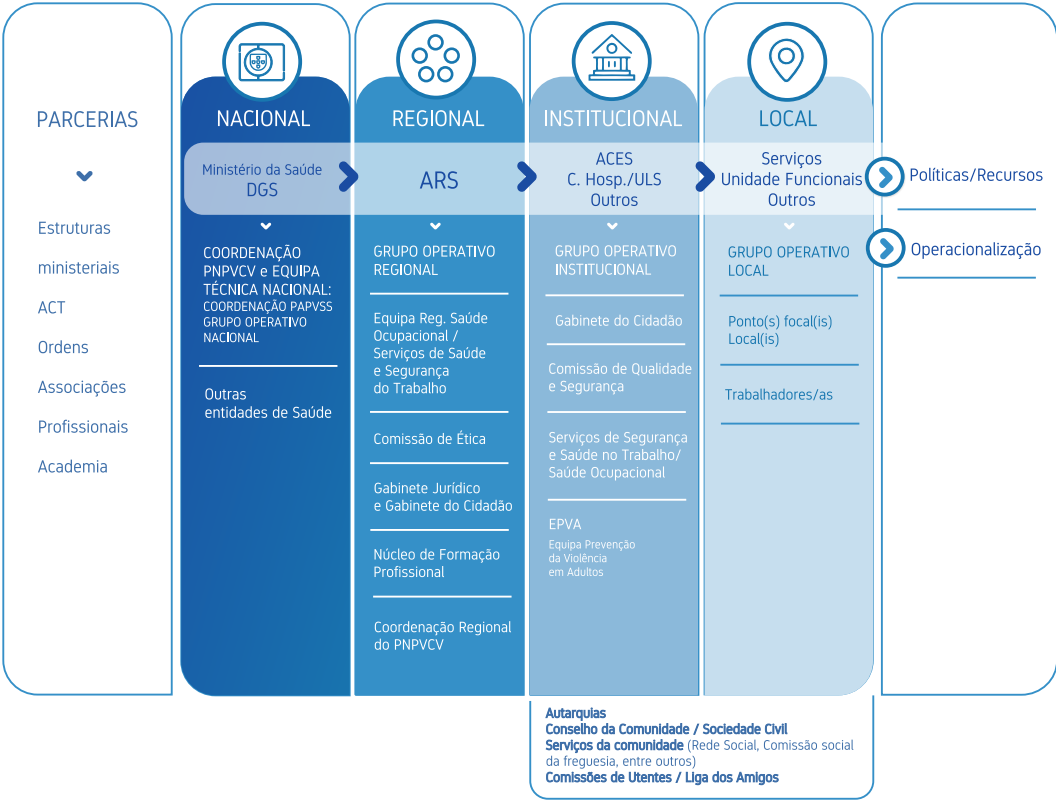 PARCERIAS
Estruturas
ministeriais
ACT
Ordens
Associações
Profissionais
Academia
NACIONAL
Ministério da Saúde
DGS
COORDENAÇÃO
PNPVCV e EQUIPA
TÉCNICA NACIONAL:
COORDENAÇÃO PAPVSS
GRUPO OPERATIVO
NACIONAL
Outras
entidades de Saúde
REGIONAL
ARS
GRUPO OPERATIVO
REGIONAL
Equipa Reg. Saúde
Ocupacional /
Serviços de Saúde
e Segurança
do Trabalho
Comissão de Ética
Gabinete Jurídico
e Gabinete do Cidadão
Núcleo de Formação
Profissional
Coordenação Regional
do PNPVCV
INSTITUCIONAL
ACES
C. Hosp./ULS
Outros
GRUPO OPERATIVO
INSTITUCIONAL
Gabinete do Cidadão
Comissão de Qualidade
e Segurança
Serviços de Segurança
e Saúde no Trabalho/
Saúde Ocupacional
EPVA
Equipa Prevenção
da Violência
em Adultos
LOCAL
Serviços
Unidade Funcionais
Outros
GRUPO OPERATIVO
LOCAL
Ponto(s) focal(is)
Local(is)
Trabalhadores/as
Políticas/Recursos
Operacionalização
Autarquias
Conselho da Comunidade / Sociedade Civil
Serviços da comunidade (Rede Social, Comissão social
da freguesia, entre outros)
Comissões de Utentes / Liga dos Amigos